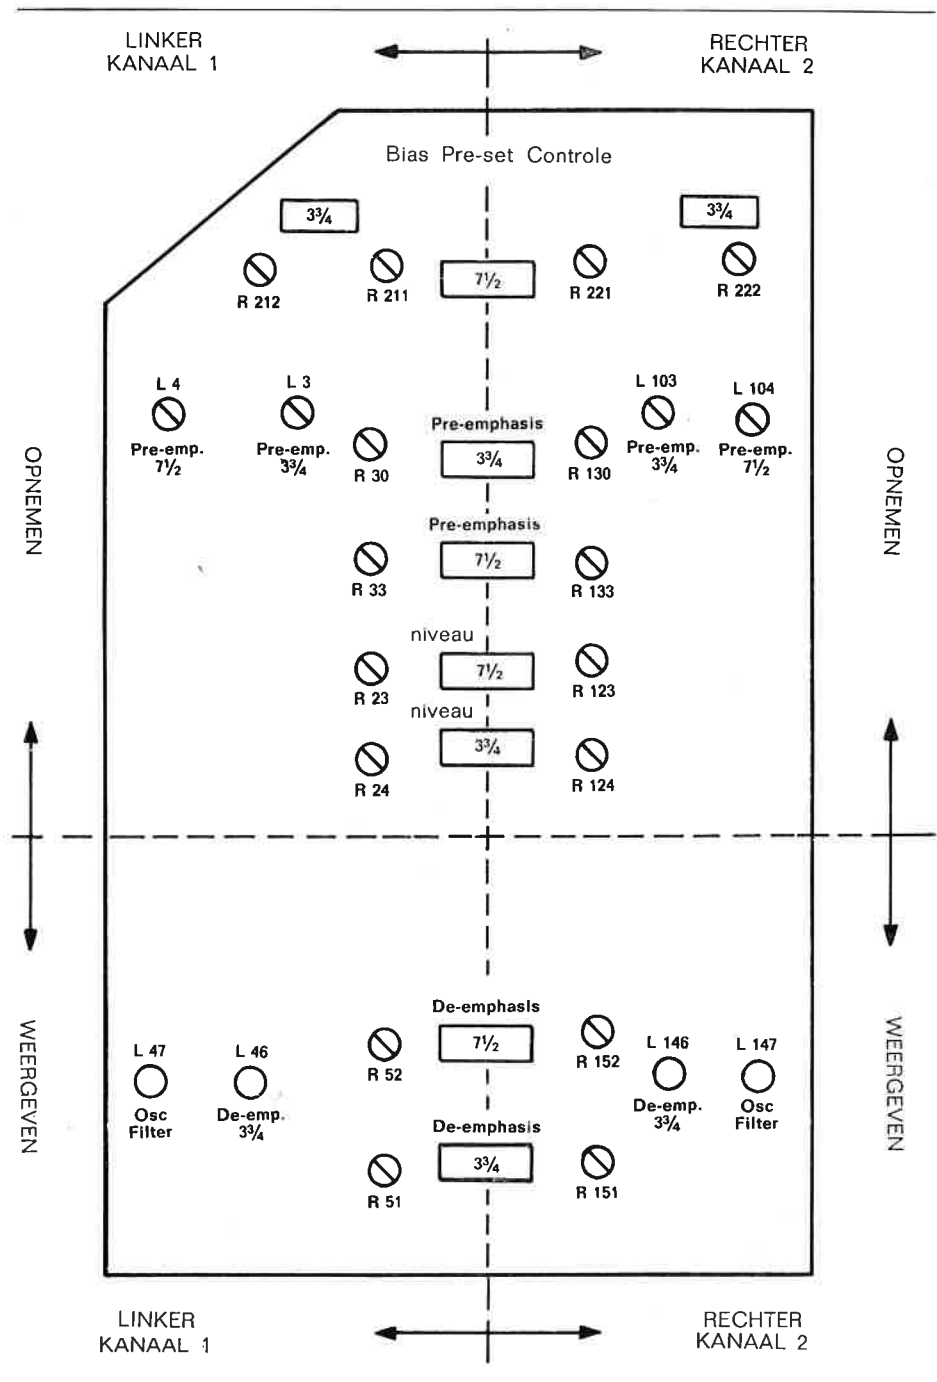 LINKER
KANAAL 1
RECHTER
KANAAL 2
Bias Pre-set Controle
3¾
3¾
7½
R 212
R 211
R 221
R 222
L 4
L 3
L 103
L 104
Pre-emp.
7½
Pre-emp.
3¾
R 30
Pre-emphasis
3¾
R 130
Pre-emp.
3¾
Pre-emp.
7½
OPNEMEN
OPNEMEN
Pre-emphasis
7½
R 33
R 133
niveau
7½
R 23
R 123
niveau
3¾
R 24
R 124
De-emphasis
7½
R 52
R 152
L 47
L 46
L 146
L 147
Osc
Filter
De-emp.
3¾
De-emp.
3¾
Osc
Filter
WEERGEVEN
WEERGEVEN
De-emphasis
3¾
R 51
R 151
LINKER
KANAAL 1
RECHTER
KANAAL 2